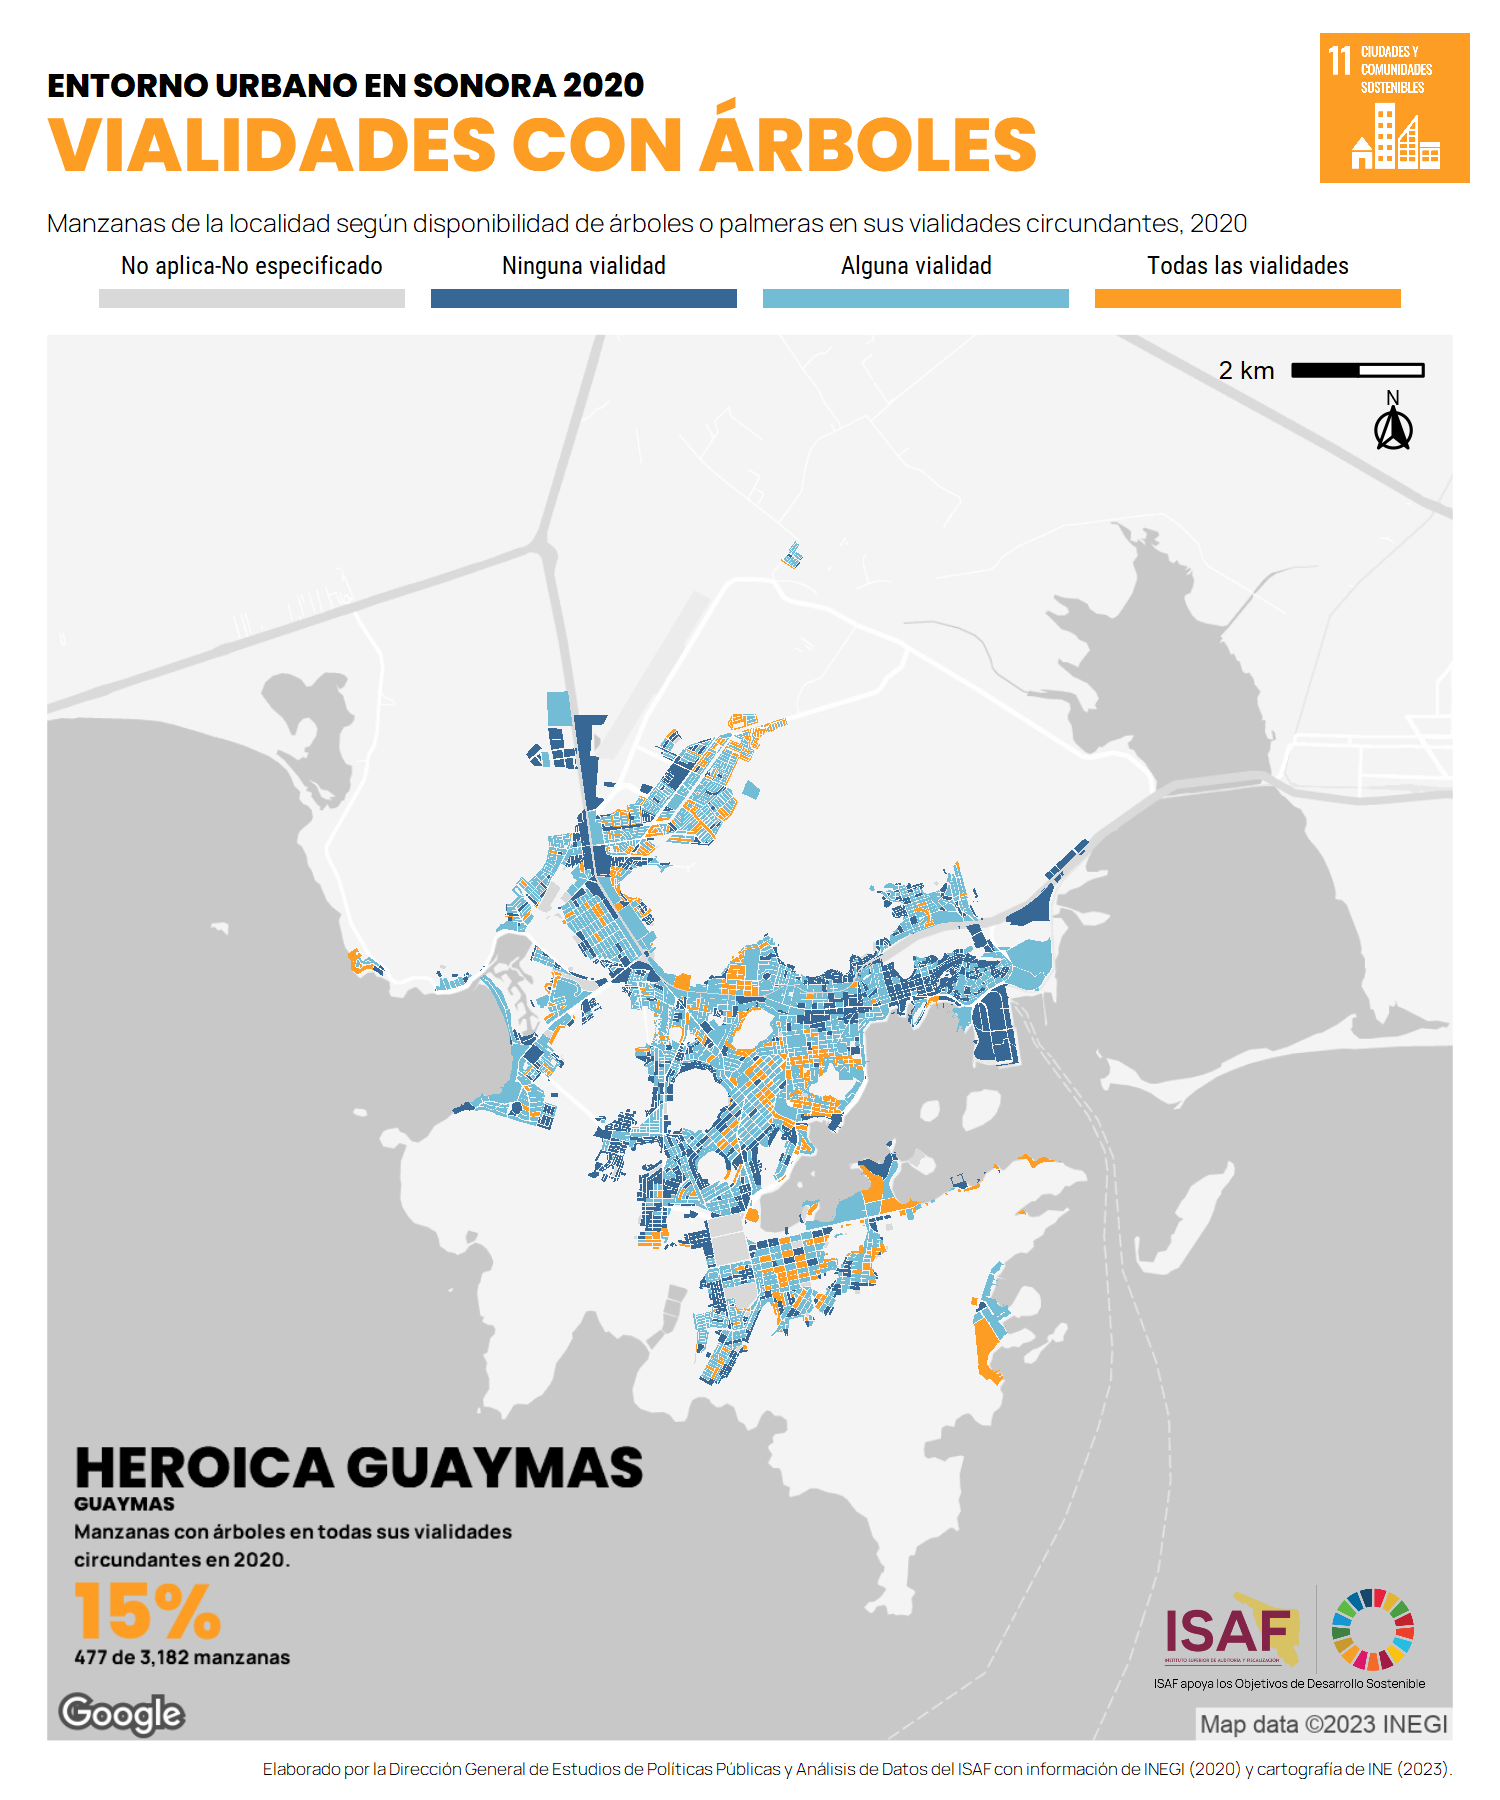 11 CIUDADES Y
COMUNIDADES
SOSTENIBLES
ENTORNO URBANO EN SONORA 2020
VIALIDADES CON ÁRBOLES
Manzanas de la localidad según disponibilidad de árboles o palmeras en sus vialidades circundantes, 2020
No aplica-No especificado
Ninguna vialidad
Alguna vialidad
Todas las vialidades
2 km
N
HEROICA GUAYMAS
GUAYMAS
Manzanas con árboles en todas sus vialidades
circundantes en 2020.
15%
477 de 3,182 manzanas
ISAF
INSTITUTO SUPERIOR DE AUDITORÍA Y FISCALIZACIÓN
ISAF apoya los Objetivos de Desarrollo Sostenible
Google
Map data ©2023 INEGI
Elaborado por la Dirección General de Estudios de Políticas Públicas y Análisis de Datos del ISAF con información de INEGI (2020) y cartografía de INE (2023).